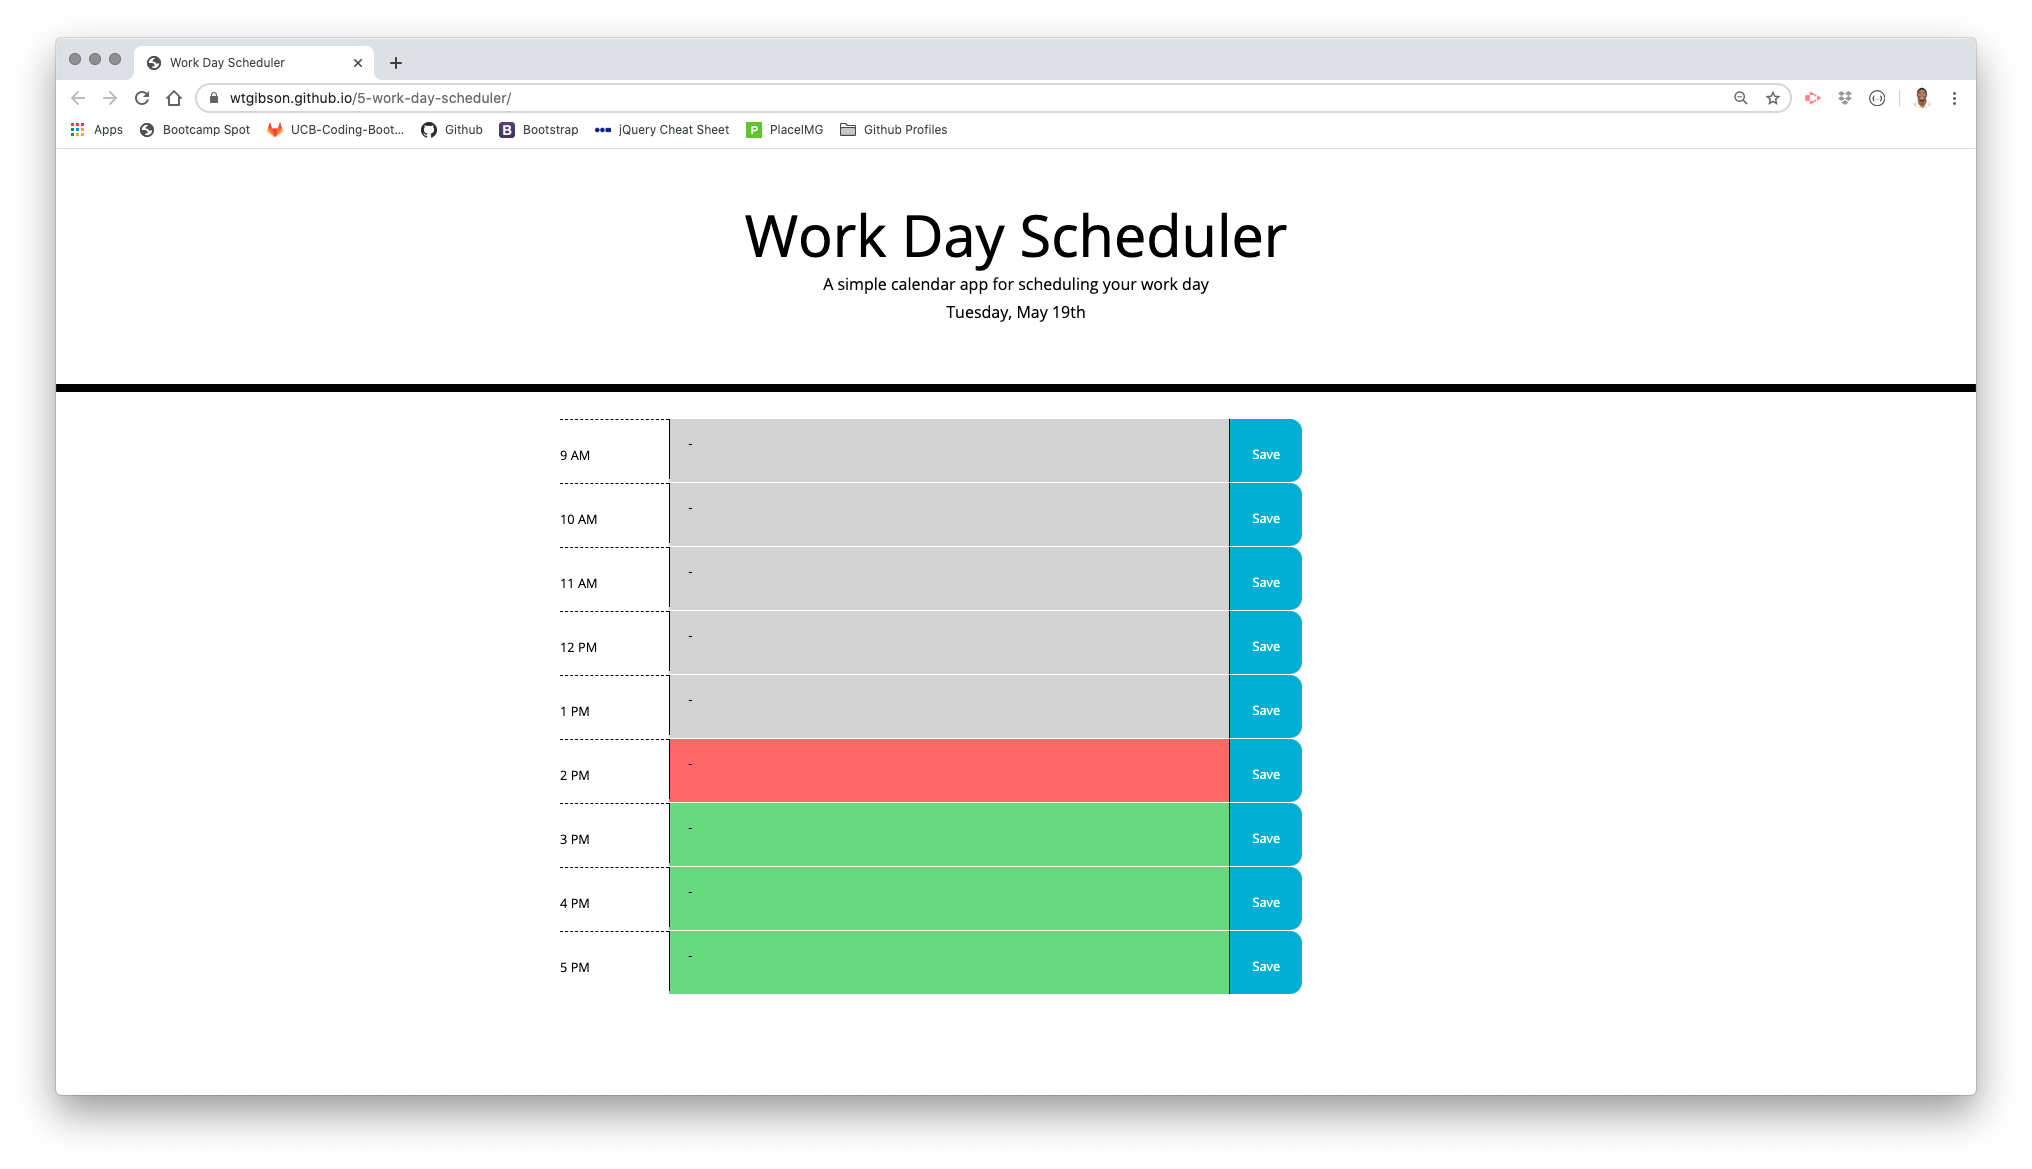 Work Day Scheduler
wtgibson.github.io/5-work-day-scheduler/
Apps Bootcamp Spot UCB-Coding-Boot... Github B Bootstrap jQuery Cheat Sheet P PlaceIMG Github Profiles
Work Day Scheduler
A simple calendar app for scheduling your work day
Tuesday, May 19th
9 AM - Save
10 AM - Save
11 AM - Save
12 PM - Save
1 PM - Save
2 PM - Save
3 PM - Save
4 PM - Save
5 PM - Save